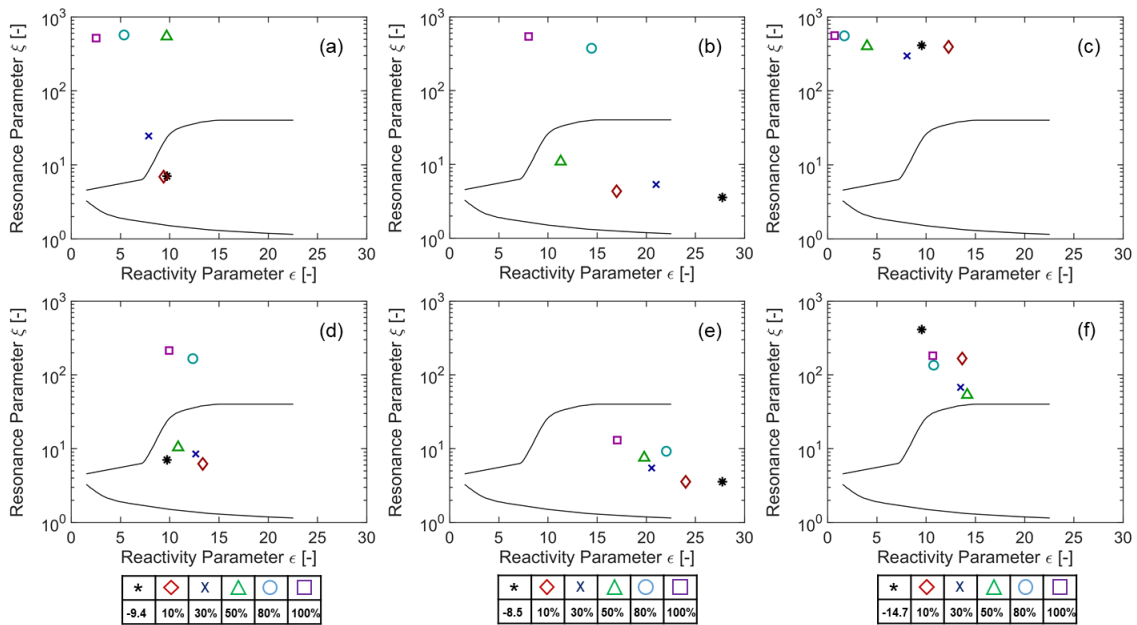 (a)
10³
10²
10¹
10⁰
0 5 10 15 20 25 30
Resonance Parameter ξ [-]
Reactivity Parameter ϵ [-]
(b)
10³
10²
10¹
10⁰
0 5 10 15 20 25 30
Resonance Parameter ξ [-]
Reactivity Parameter ϵ [-]
(c)
10³
10²
10¹
10⁰
0 5 10 15 20 25 30
Resonance Parameter ξ [-]
Reactivity Parameter ϵ [-]
(d)
10³
10²
10¹
10⁰
0 5 10 15 20 25 30
Resonance Parameter ξ [-]
Reactivity Parameter ϵ [-]
(e)
10³
10²
10¹
10⁰
0 5 10 15 20 25 30
Resonance Parameter ξ [-]
Reactivity Parameter ϵ [-]
(f)
10³
10²
10¹
10⁰
0 5 10 15 20 25 30
Resonance Parameter ξ [-]
Reactivity Parameter ϵ [-]
-9.4 10% 30% 50% 80% 100%
-8.5 10% 30% 50% 80% 100%
-14.7 10% 30% 50% 80% 100%